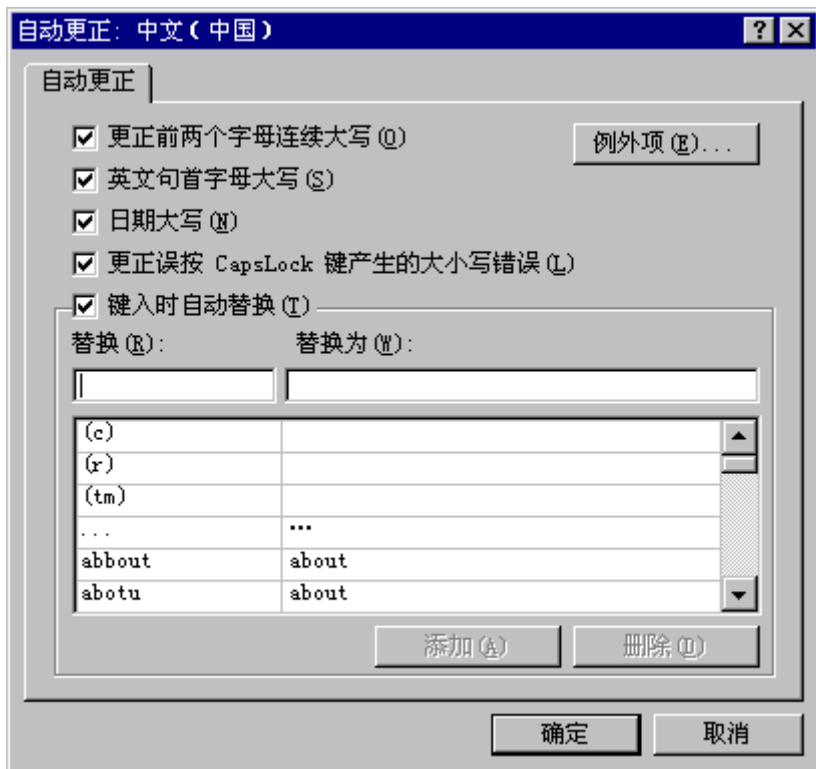 自动更正: 中文(中国)
自动更正
更正前两个字母连续大写(O)
例外项(E)...
英文句首字母大写(S)
日期大写(N)
更正误按 CapsLock 键产生的大小写错误(L)
键入时自动替换(T)
替换(R): 替换为(W):
(c)
(r)
(tm)
... …
abbout about
abotu about
添加(A) 删除(D)
确定 取消